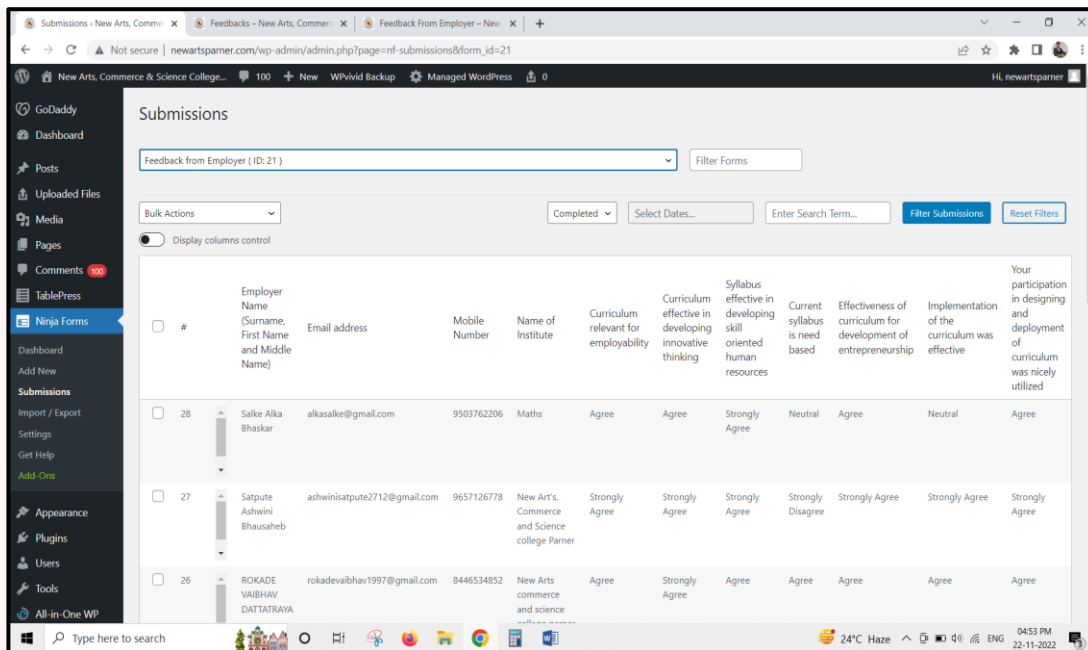 Submissions ‹ New Arts, Comme
Feedbacks – New Arts, Commerc
Feedback From Employer – New
Not secure | newartsparner.com/wp-admin/admin.php?page=nf-submissions&form_id=21
New Arts, Commerce & Science College... 100 + New WPvivid Backup Managed WordPress 0 Hi, newartsparner
GoDaddy
Dashboard
Posts
Uploaded Files
Media
Pages
Comments 100
TablePress
Ninja Forms
Dashboard
Add New
Submissions
Import / Export
Settings
Get Help
Add-Ons
Appearance
Plugins
Users
Tools
All-in-One WP
Submissions
Feedback from Employer ( ID: 21 )
Filter Forms
Bulk Actions
Completed
Select Dates...
Enter Search Term...
Filter Submissions
Reset Filters
Display columns control
#
Employer
Name
(Surname,
First Name
and Middle
Name)
Email address
Mobile
Number
Name of
Institute
Curriculum
relevant for
employability
Curriculum
effective in
developing
innovative
thinking
Syllabus
effective in
developing
skill
oriented
human
resources
Current
syllabus
is need
based
Effectiveness of
curriculum for
development of
entrepreneurship
Implementation
of the
curriculum was
effective
Your
participation
in designing
and
deployment
of
curriculum
was nicely
utilized
28
Salke Alka
Bhaskar
alkasalke@gmail.com
9503762206
Maths
Agree
Agree
Strongly
Agree
Neutral
Agree
Neutral
Agree
27
Satpute
Ashwini
Bhausaheb
ashwinisatpute2712@gmail.com
9657126778
New Art's,
Commerce
and Science
college Parner
Strongly
Agree
Strongly
Agree
Strongly
Agree
Strongly
Disagree
Strongly Agree
Strongly Agree
Strongly
Agree
26
ROKADE
VAIBHAV
DATTATRAYA
rokadevaibhav1997@gmail.com
8446534852
New Arts
commerce
and science
college parner
Agree
Strongly
Agree
Agree
Agree
Agree
Agree
Agree
Type here to search
24°C Haze
ENG
04:53 PM
22-11-2022
3